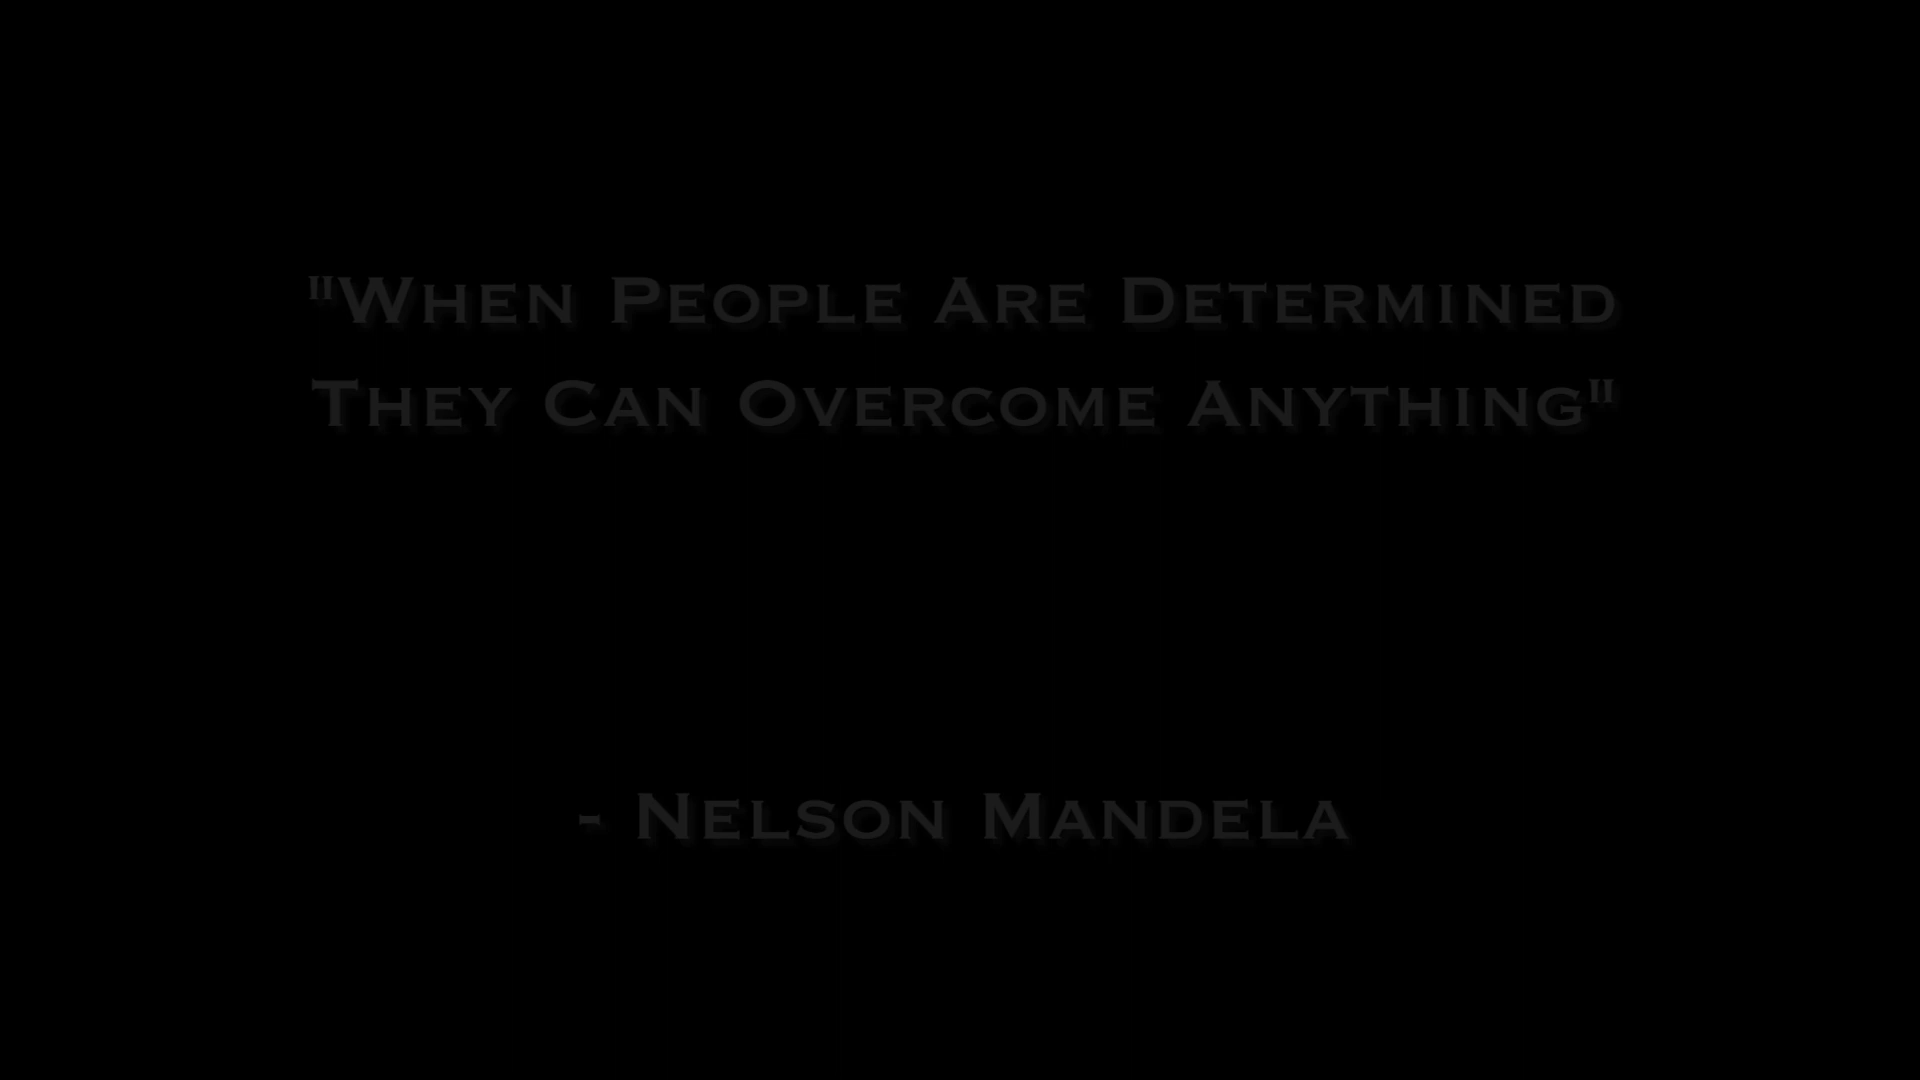 "When People Are Determined
They Can Overcome Anything"
- Nelson Mandela